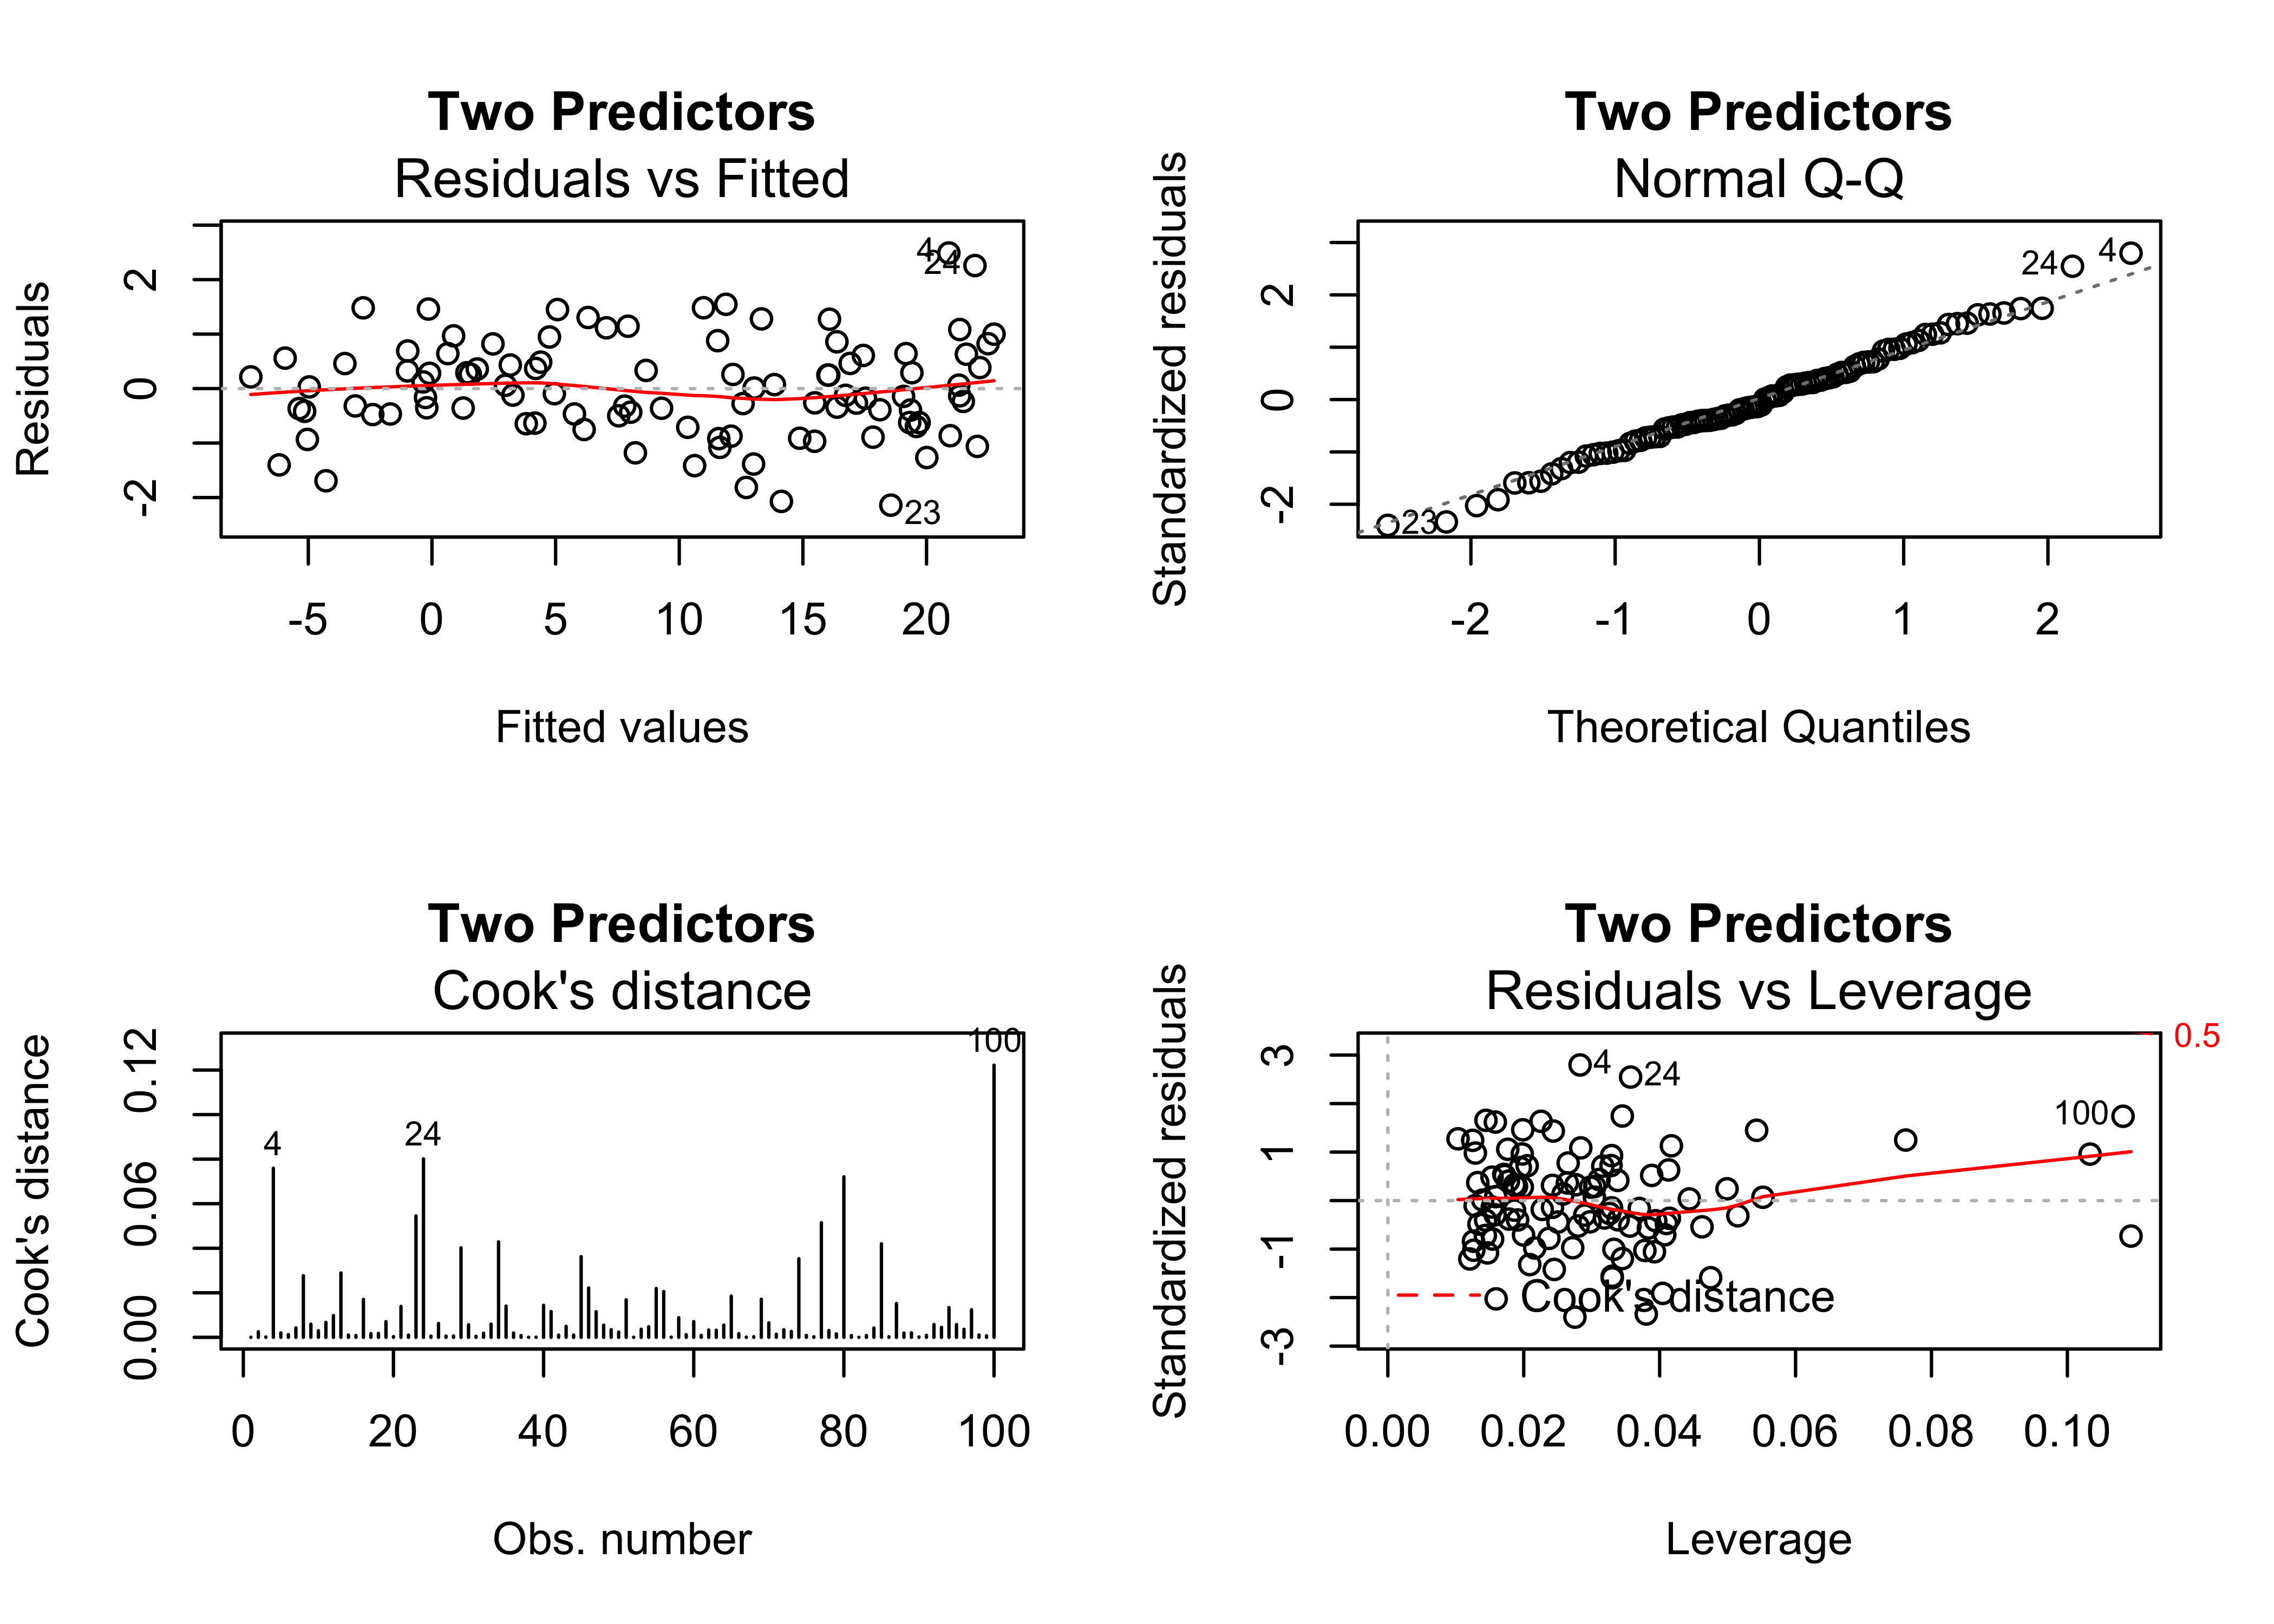 Two Predictors
Residuals vs Fitted
Residuals
-2 0 2
4
24
23
-5 0 5 10 15 20
Fitted values
Two Predictors
Normal Q-Q
Standardized residuals
-2 0 2
24
4
23
-2 -1 0 1 2
Theoretical Quantiles
Two Predictors
Cook's distance
Cook's distance
0.00 0.06 0.12
4
24
100
0 20 40 60 80 100
Obs. number
Two Predictors
Residuals vs Leverage
Standardized residuals
-3 -1 1 3
0.5
4
24
100
Cook's distance
0.00 0.02 0.04 0.06 0.08 0.10
Leverage